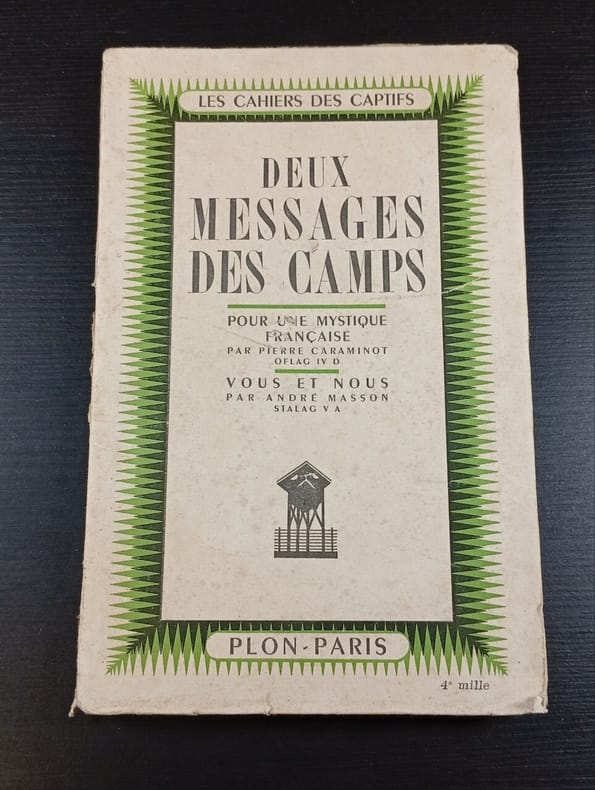 LES CAHIERS DES CAPTIFS
DEUX
MESSAGES
DES CAMPS
POUR UNE MYSTIQUE
FRANÇAISE
PAR PIERRE CARAMINOT
OFLAG IV D
VOUS ET NOUS
PAR ANDRÉ MASSON
STALAG V A
PLON-PARIS
4e mille